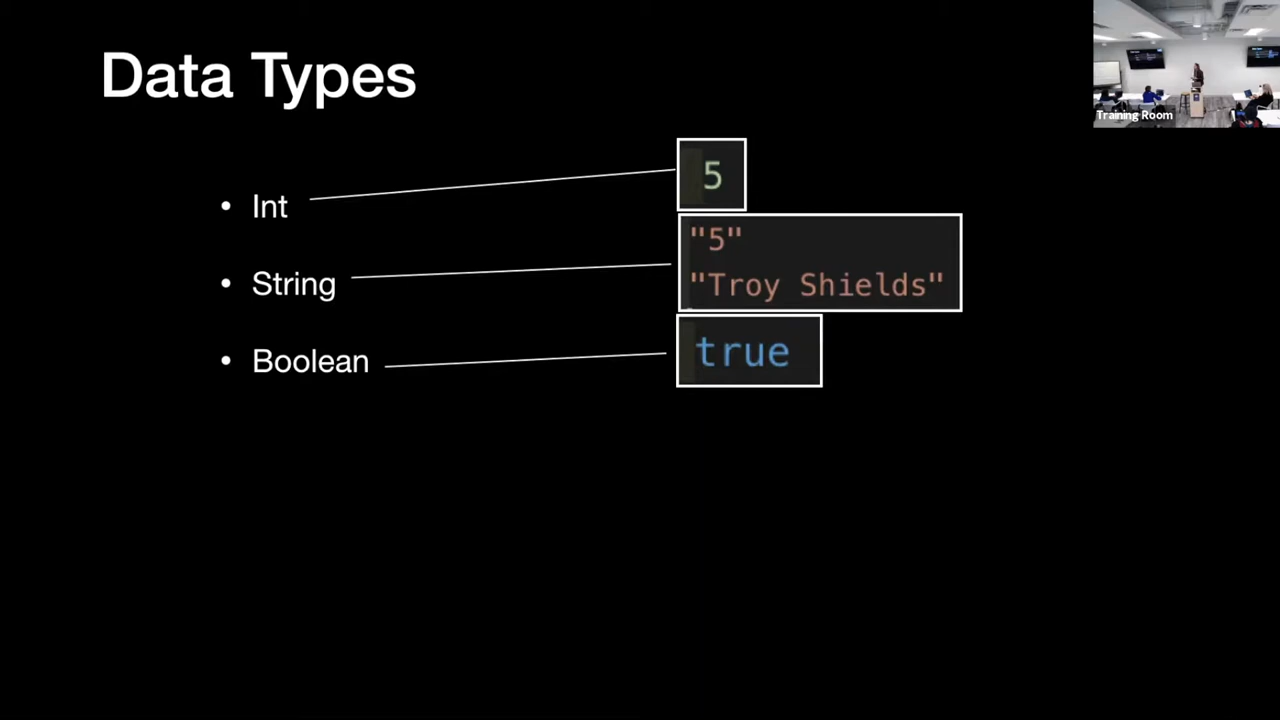 Data Types
Training Room
• Int
5
• String
"5"
"Troy Shields"
• Boolean
true